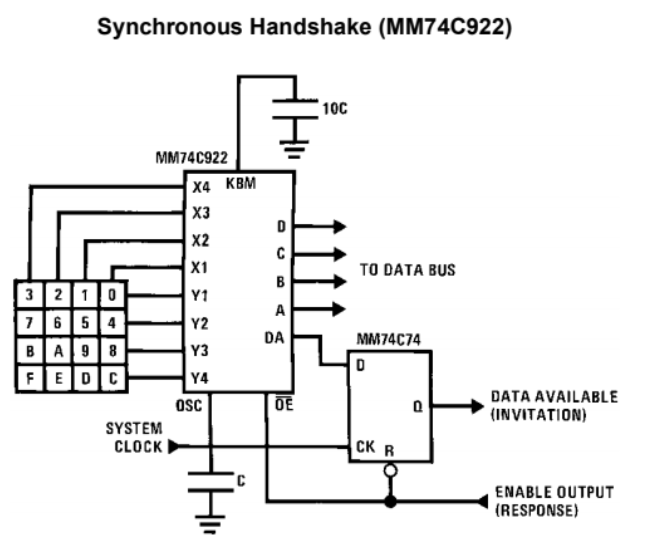 Synchronous Handshake (MM74C922)
10C
MM74C922
KBM
X4
X3
X2
X1
Y1
Y2
Y3
Y4
D
C
B
A
DA
TO DATA BUS
3 2 1 0
7 6 5 4
B A 9 8
F E D C
OSC
OE
MM74C74
D
Q
CK R
DATA AVAILABLE
(INVITATION)
SYSTEM
CLOCK
C
ENABLE OUTPUT
(RESPONSE)